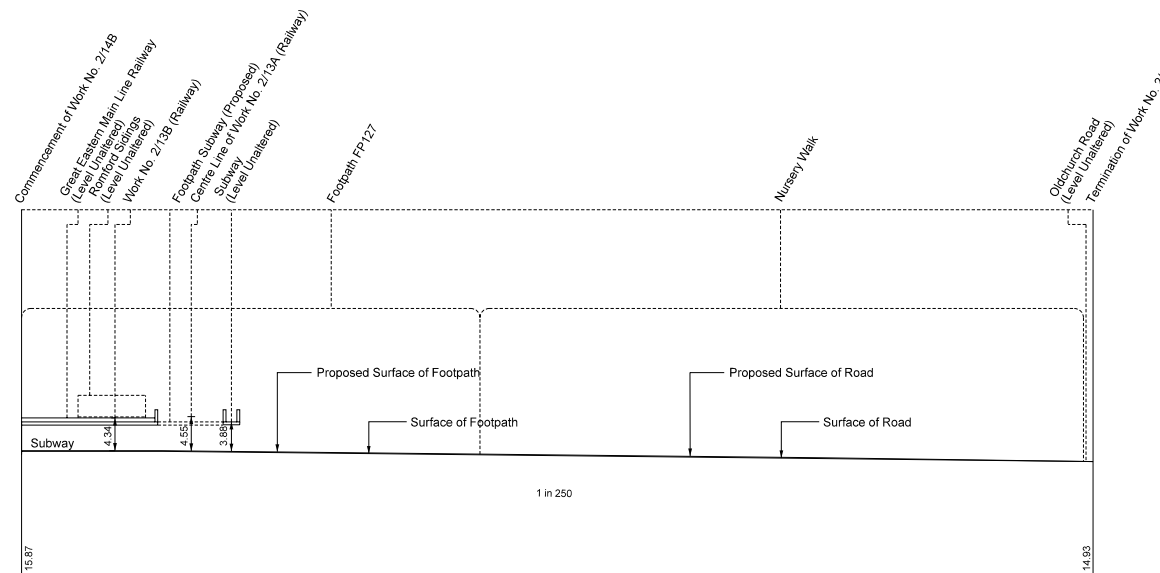 Commencement of Work No. 2/14B
Great Eastern Main Line Railway
(Level Unaltered)
Romford Sidings
(Level Unaltered)
Work No. 2/13B (Railway)
Footpath Subway (Proposed)
Centre Line of Work No. 2/13A (Railway)
Subway
(Level Unaltered)
Footpath FP127
Nursery Walk
Oldchurch Road
(Level Unaltered)
Termination of Work No. 2/
Proposed Surface of Footpath
Proposed Surface of Road
Surface of Footpath
Surface of Road
Subway
4.34
4.55
3.88
1 in 250
15.87
14.93